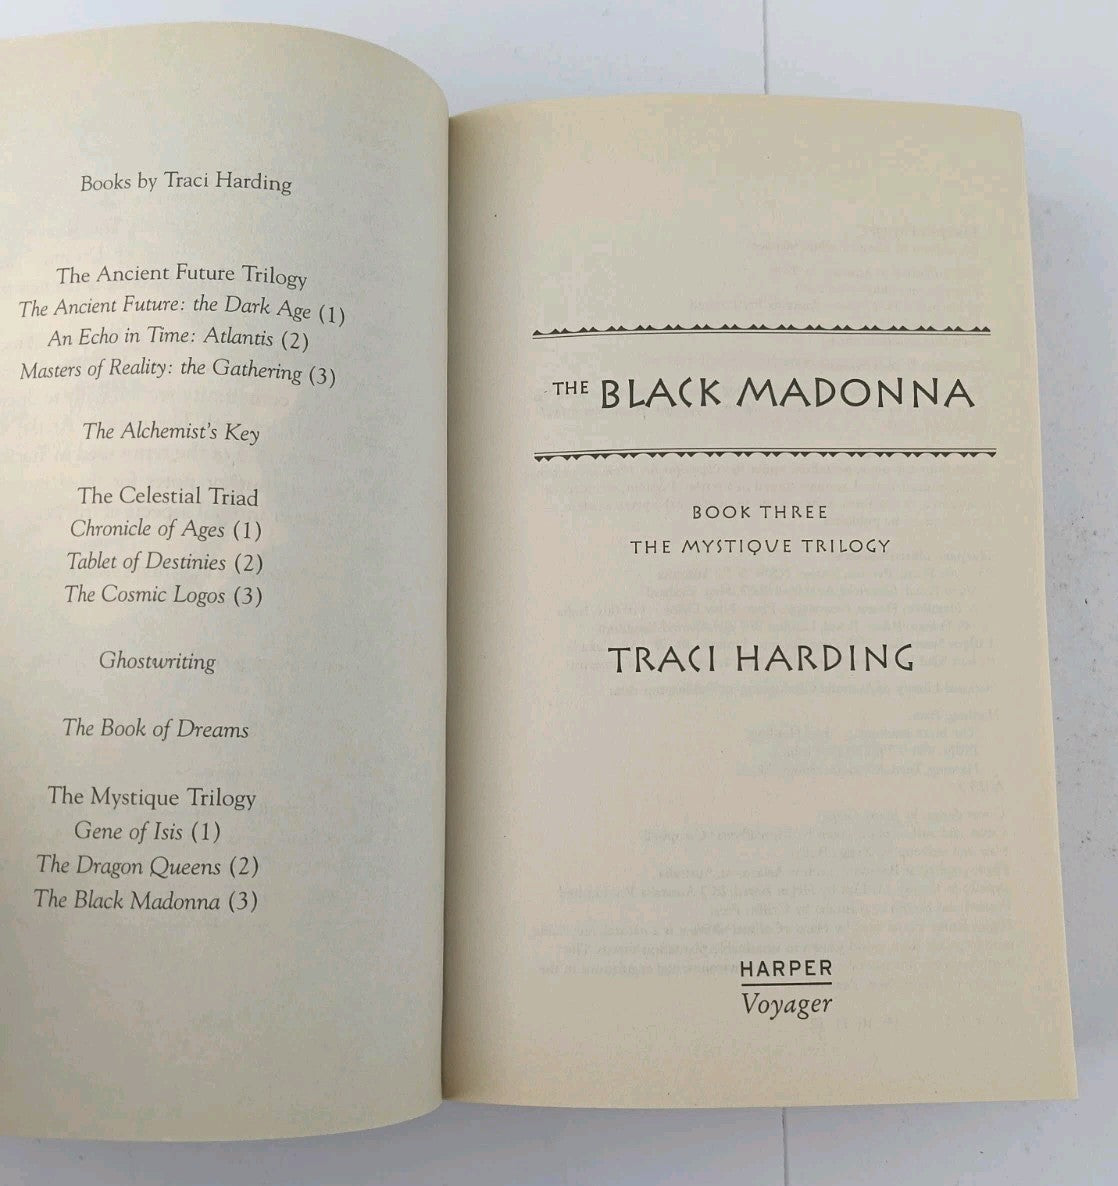 Books by Traci Harding
The Ancient Future Trilogy
The Ancient Future: the Dark Age (1)
An Echo in Time: Atlantis (2)
Masters of Reality: the Gathering (3)
The Alchemist's Key
The Celestial Triad
Chronicle of Ages (1)
Tablet of Destinies (2)
The Cosmic Logos (3)
Ghostwriting
The Book of Dreams
The Mystique Trilogy
Gene of Isis (1)
The Dragon Queens (2)
The Black Madonna (3)
THE BLACK MADONNA
BOOK THREE
THE MYSTIQUE TRILOGY
TRACI HARDING
HARPER
Voyager